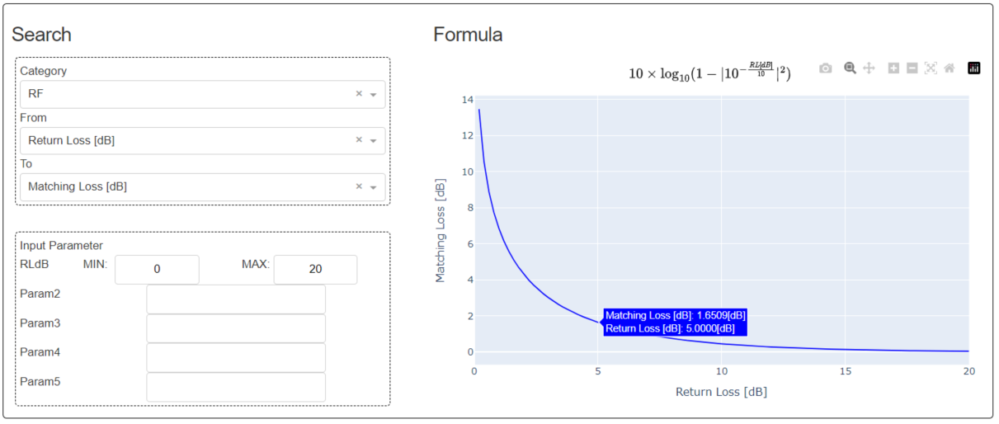 Search
Category
RF
From
Return Loss [dB]
To
Matching Loss [dB]
Input Parameter
RLdB MIN: 0 MAX: 20
Param2
Param3
Param4
Param5
Formula
10 × log₁₀(1 − |10^{−\frac{RL[dB]}{10}}|²)
14
12
10
8
6
4
2
0
Matching Loss [dB]
Matching Loss [dB]: 1.6509[dB]
Return Loss [dB]: 5.0000[dB]
0 5 10 15 20
Return Loss [dB]